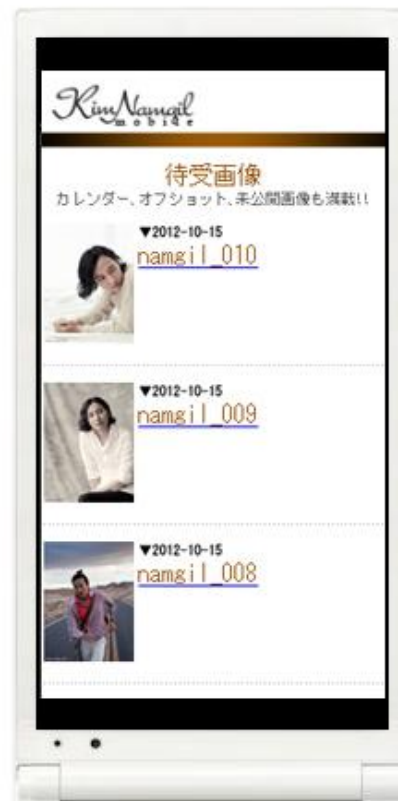 KimNamgil
mobile
待受画像
カレンダー、オフショット、未公開画像も満載!!
▼2012-10-15
namgil_010
▼2012-10-15
namgil_009
▼2012-10-15
namgil_008